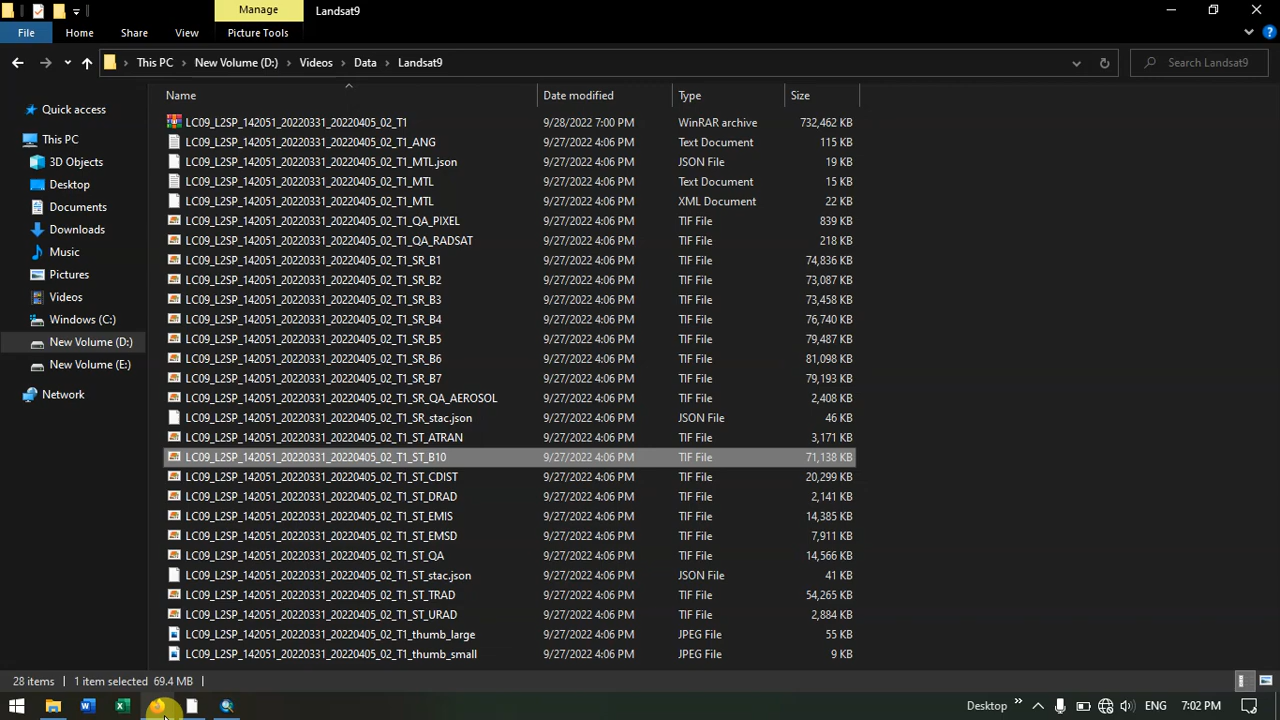 Manage
Landsat9
File
Home
Share
View
Picture Tools
This PC
New Volume (D:)
Videos
Data
Landsat9
Search Landsat9
Name
Date modified
Type
Size
Quick access
This PC
3D Objects
Desktop
Documents
Downloads
Music
Pictures
Videos
Windows (C:)
New Volume (D:)
New Volume (E:)
Network
LC09_L2SP_142051_20220331_20220405_02_T1 9/28/2022 7:00 PM WinRAR archive 732,462 KB
LC09_L2SP_142051_20220331_20220405_02_T1_ANG 9/27/2022 4:06 PM Text Document 115 KB
LC09_L2SP_142051_20220331_20220405_02_T1_MTL.json 9/27/2022 4:06 PM JSON File 19 KB
LC09_L2SP_142051_20220331_20220405_02_T1_MTL 9/27/2022 4:06 PM Text Document 15 KB
LC09_L2SP_142051_20220331_20220405_02_T1_MTL 9/27/2022 4:06 PM XML Document 22 KB
LC09_L2SP_142051_20220331_20220405_02_T1_QA_PIXEL 9/27/2022 4:06 PM TIF File 839 KB
LC09_L2SP_142051_20220331_20220405_02_T1_QA_RADSAT 9/27/2022 4:06 PM TIF File 218 KB
LC09_L2SP_142051_20220331_20220405_02_T1_SR_B1 9/27/2022 4:06 PM TIF File 74,836 KB
LC09_L2SP_142051_20220331_20220405_02_T1_SR_B2 9/27/2022 4:06 PM TIF File 73,087 KB
LC09_L2SP_142051_20220331_20220405_02_T1_SR_B3 9/27/2022 4:06 PM TIF File 73,458 KB
LC09_L2SP_142051_20220331_20220405_02_T1_SR_B4 9/27/2022 4:06 PM TIF File 76,740 KB
LC09_L2SP_142051_20220331_20220405_02_T1_SR_B5 9/27/2022 4:06 PM TIF File 79,487 KB
LC09_L2SP_142051_20220331_20220405_02_T1_SR_B6 9/27/2022 4:06 PM TIF File 81,098 KB
LC09_L2SP_142051_20220331_20220405_02_T1_SR_B7 9/27/2022 4:06 PM TIF File 79,193 KB
LC09_L2SP_142051_20220331_20220405_02_T1_SR_QA_AEROSOL 9/27/2022 4:06 PM TIF File 2,408 KB
LC09_L2SP_142051_20220331_20220405_02_T1_SR_stac.json 9/27/2022 4:06 PM JSON File 46 KB
LC09_L2SP_142051_20220331_20220405_02_T1_ST_ATRAN 9/27/2022 4:06 PM TIF File 3,171 KB
LC09_L2SP_142051_20220331_20220405_02_T1_ST_B10 9/27/2022 4:06 PM TIF File 71,138 KB
LC09_L2SP_142051_20220331_20220405_02_T1_ST_CDIST 9/27/2022 4:06 PM TIF File 20,299 KB
LC09_L2SP_142051_20220331_20220405_02_T1_ST_DRAD 9/27/2022 4:06 PM TIF File 2,141 KB
LC09_L2SP_142051_20220331_20220405_02_T1_ST_EMIS 9/27/2022 4:06 PM TIF File 14,385 KB
LC09_L2SP_142051_20220331_20220405_02_T1_ST_EMSD 9/27/2022 4:06 PM TIF File 7,911 KB
LC09_L2SP_142051_20220331_20220405_02_T1_ST_QA 9/27/2022 4:06 PM TIF File 14,566 KB
LC09_L2SP_142051_20220331_20220405_02_T1_ST_stac.json 9/27/2022 4:06 PM JSON File 41 KB
LC09_L2SP_142051_20220331_20220405_02_T1_ST_TRAD 9/27/2022 4:06 PM TIF File 54,265 KB
LC09_L2SP_142051_20220331_20220405_02_T1_ST_URAD 9/27/2022 4:06 PM TIF File 2,884 KB
LC09_L2SP_142051_20220331_20220405_02_T1_thumb_large 9/27/2022 4:06 PM JPEG File 55 KB
LC09_L2SP_142051_20220331_20220405_02_T1_thumb_small 9/27/2022 4:06 PM JPEG File 9 KB
28 items 1 item selected 69.4 MB
Desktop ENG 7:02 PM